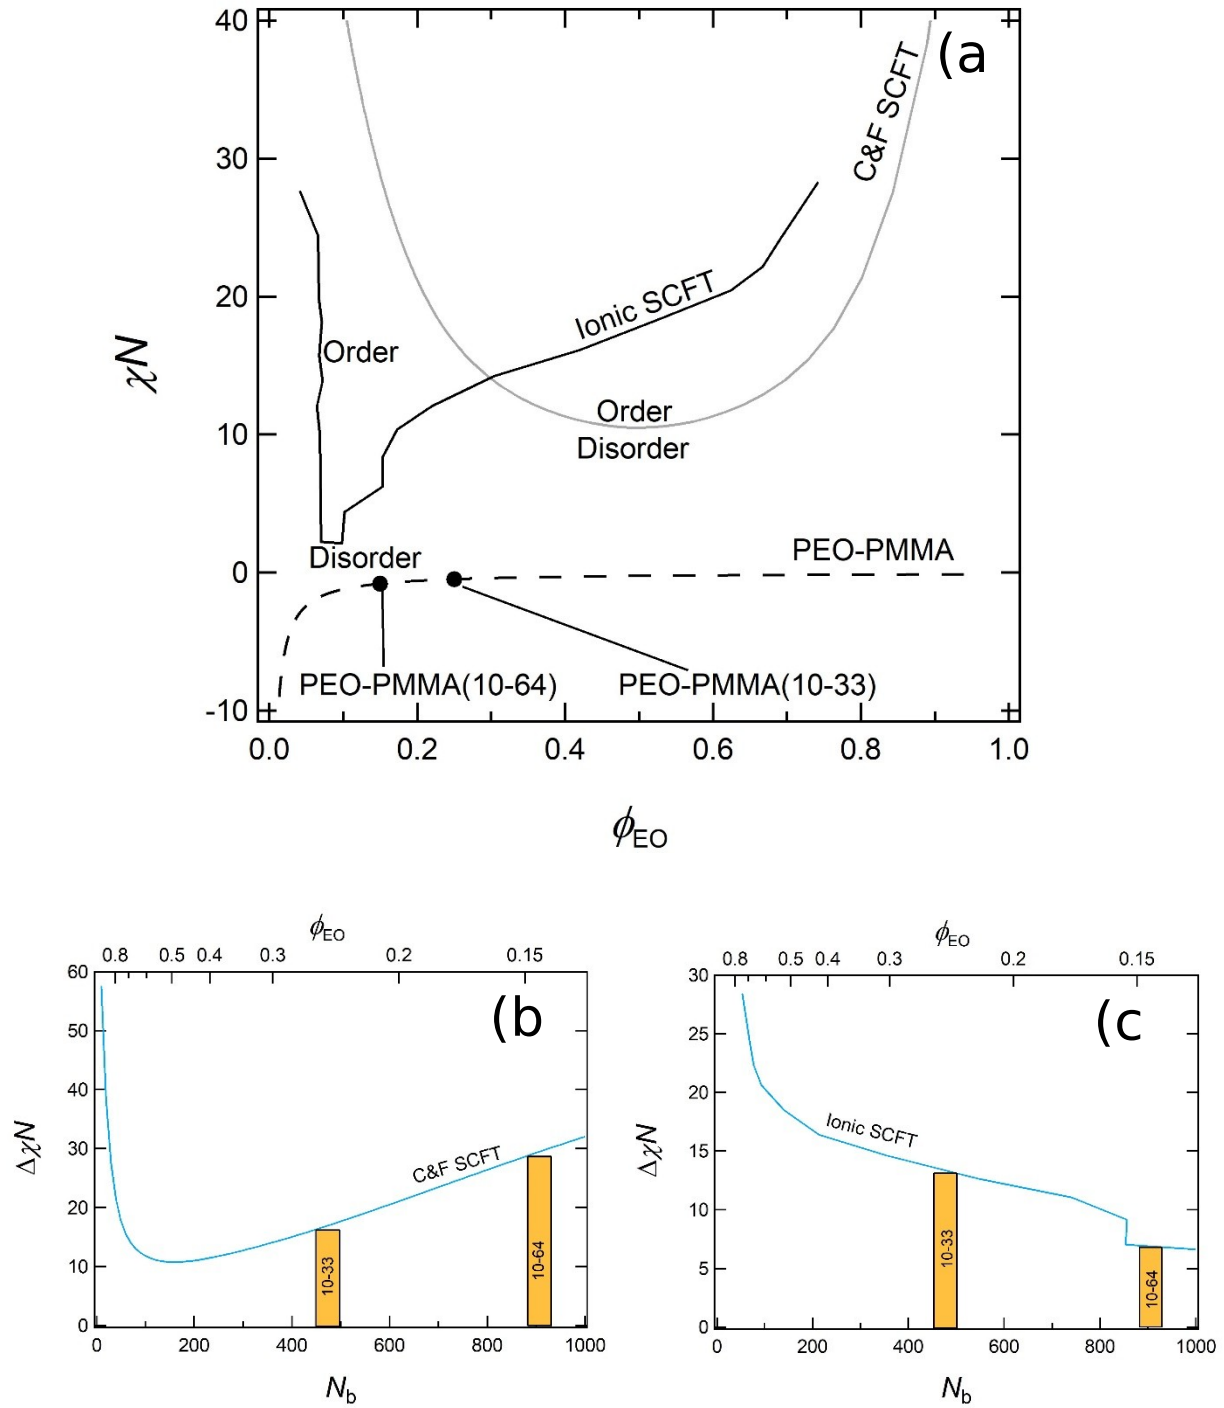 (a
40
30
20
10
0
-10
χN
C&F SCFT
Ionic SCFT
Order
Order
Disorder
Disorder
PEO-PMMA
PEO-PMMA(10-64)
PEO-PMMA(10-33)
0.0 0.2 0.4 0.6 0.8 1.0
ϕEO
ϕEO
0.8 0.5 0.4 0.3 0.2 0.15
(b
60
50
40
30
20
10
0
ΔχN
C&F SCFT
10-33
10-64
0 200 400 600 800 1000
Nb
ϕEO
0.8 0.5 0.4 0.3 0.2 0.15
(c
30
25
20
15
10
5
0
ΔχN
Ionic SCFT
10-33
10-64
0 200 400 600 800 1000
Nb